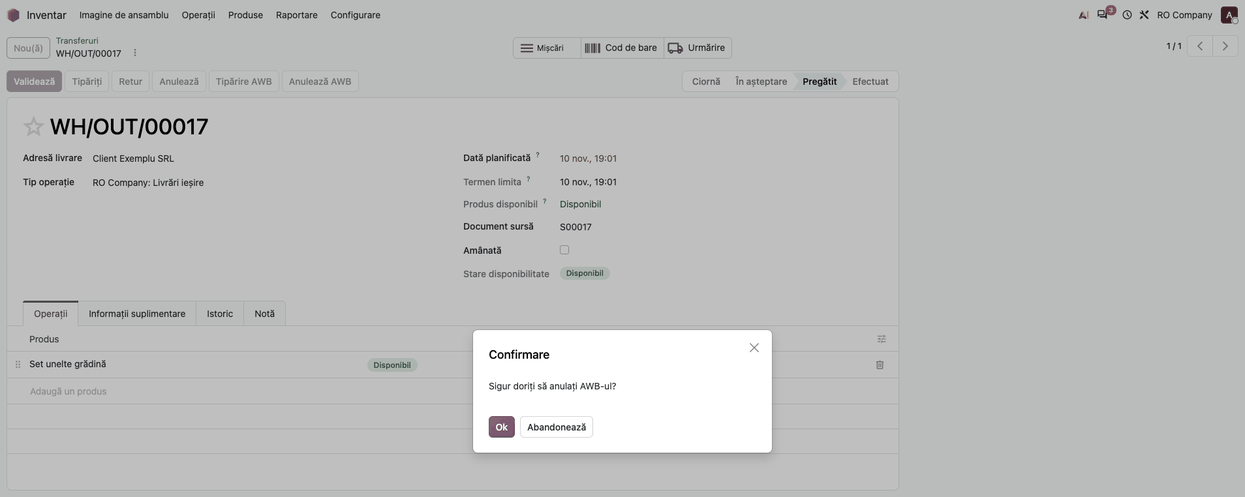 Inventar Imagine de ansamblu Operații Produse Raportare Configurare 3 RO Company A
Nou(ă) Transferuri
WH/OUT/00017
Mișcări Cod de bare Urmărire 1 / 1
Validează Tipăriți Retur Anulează Tipărire AWB Anulează AWB Ciornă În așteptare Pregătit Efectuat
WH/OUT/00017
Adresă livrare Client Exemplu SRL
Tip operație RO Company: Livrări ieșire
Dată planificată ? 10 nov., 19:01
Termen limita ? 10 nov., 19:01
Produs disponibil ? Disponibil
Document sursă S00017
Amânată
Stare disponibilitate Disponibil
Operații Informații suplimentare Istoric Notă
Produs
Set unelte grădină Disponibil
Adaugă un produs
Confirmare
Sigur doriți să anulați AWB-ul?
Ok Abandonează